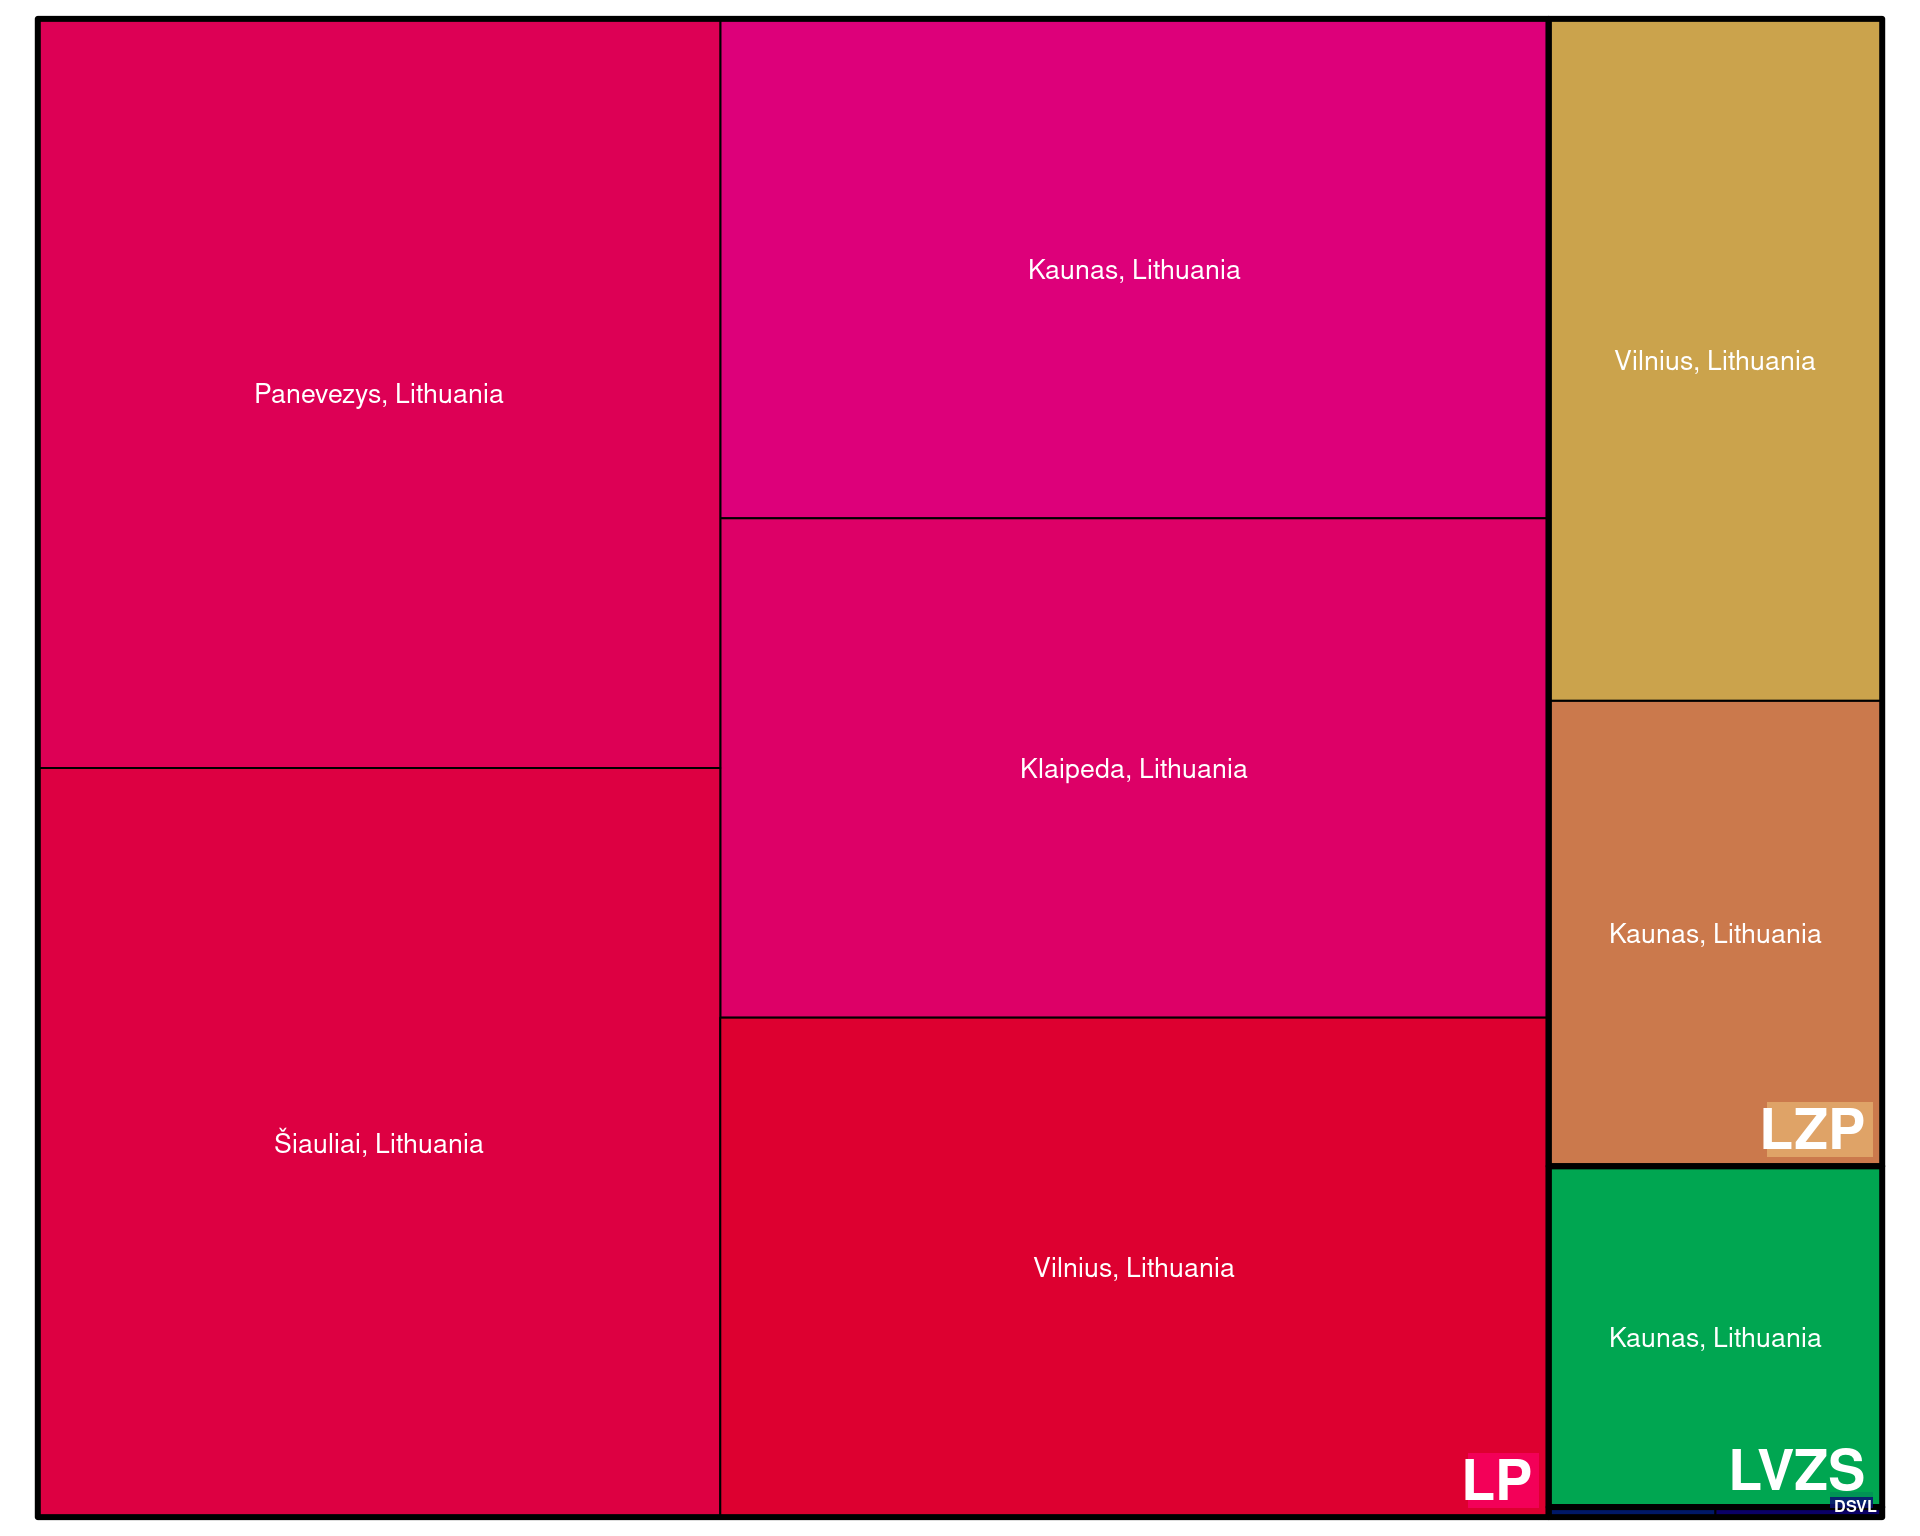 Panevezys, Lithuania
Šiauliai, Lithuania
Kaunas, Lithuania
Klaipeda, Lithuania
Vilnius, Lithuania
LP
Vilnius, Lithuania
Kaunas, Lithuania
LZP
Kaunas, Lithuania
LVZS
DSVL